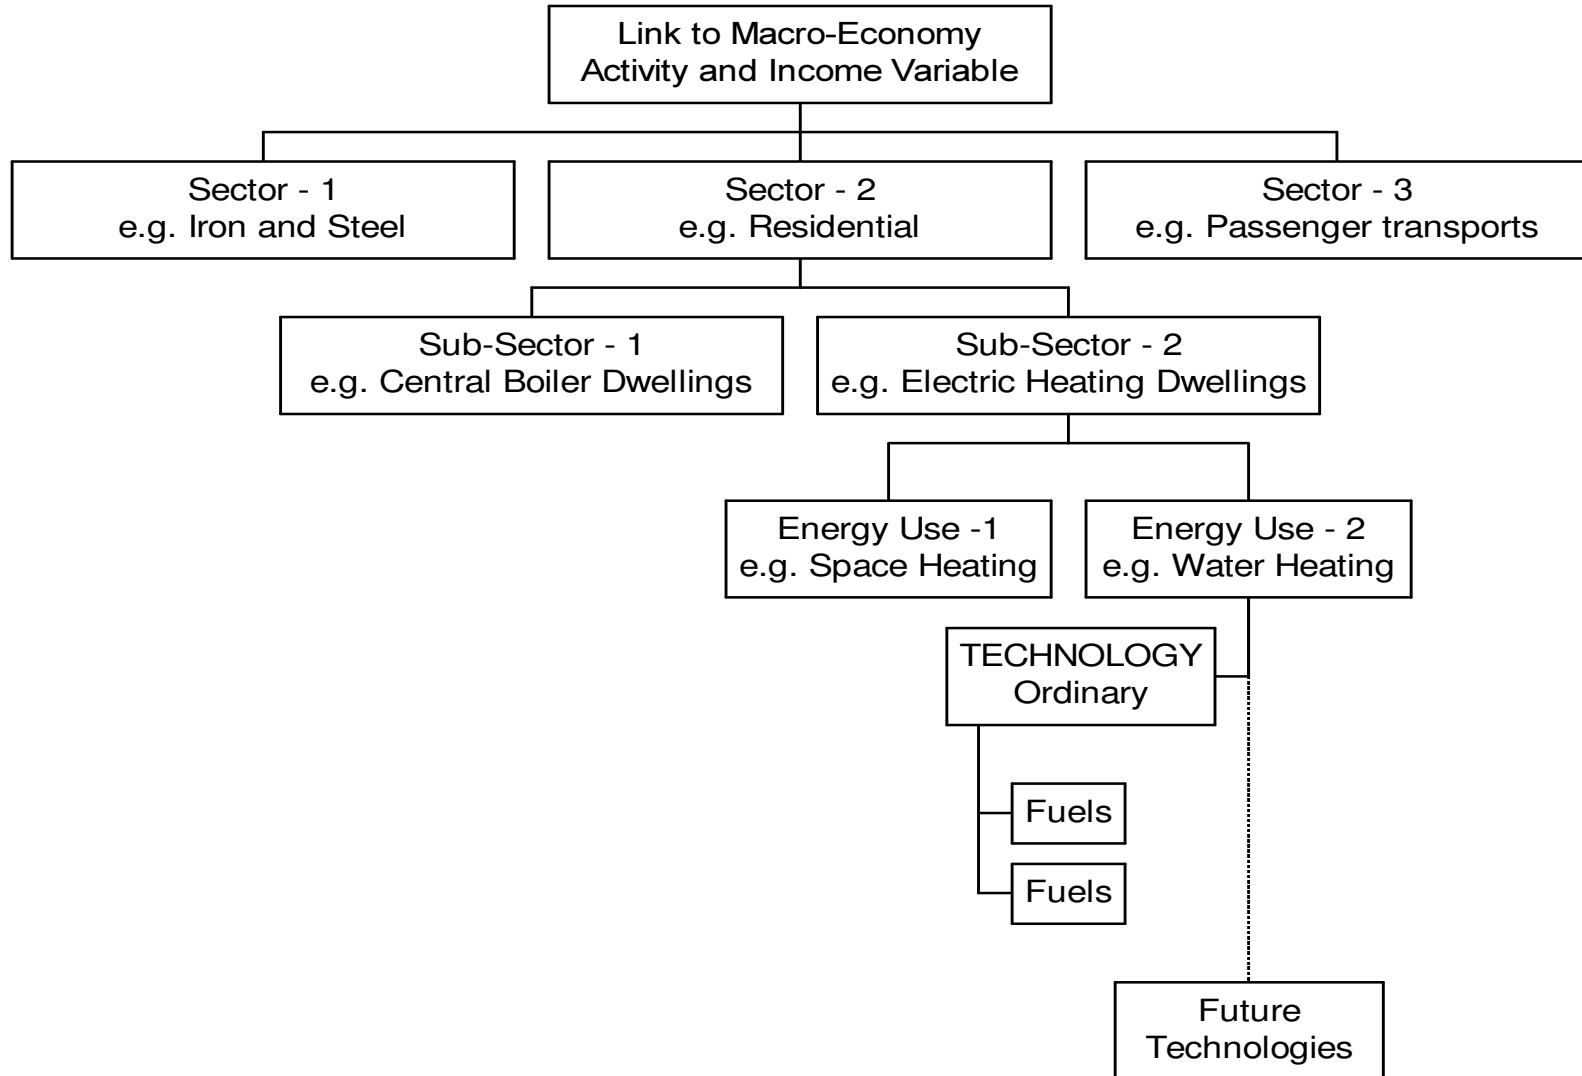 Link to Macro-Economy
Activity and Income Variable
Sector - 1
e.g. Iron and Steel
Sector - 2
e.g. Residential
Sector - 3
e.g. Passenger transports
Sub-Sector - 1
e.g. Central Boiler Dwellings
Sub-Sector - 2
e.g. Electric Heating Dwellings
Energy Use -1
e.g. Space Heating
Energy Use - 2
e.g. Water Heating
TECHNOLOGY
Ordinary
Fuels
Fuels
Future
Technologies